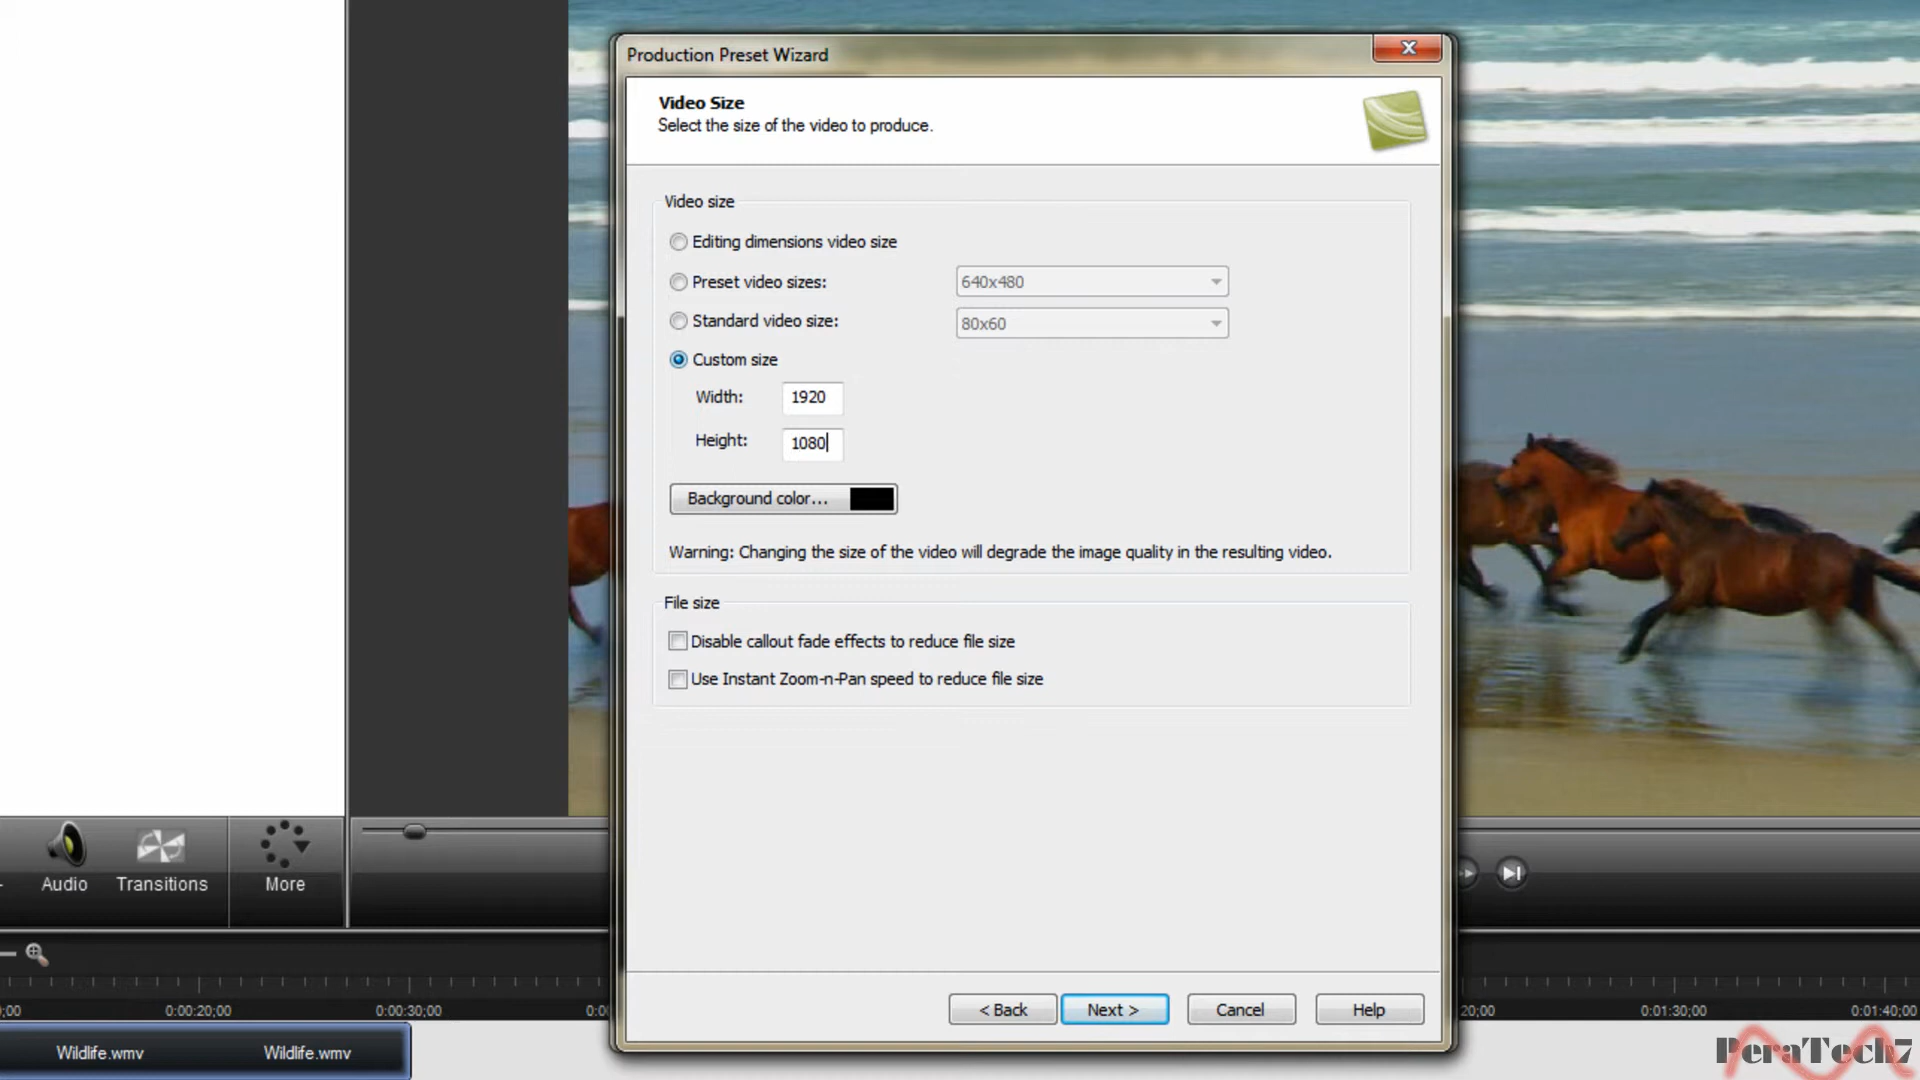 Production Preset Wizard
Video Size
Select the size of the video to produce.
Video size
Editing dimensions video size
Preset video sizes: 640x480
Standard video size: 80x60
Custom size
Width: 1920
Height: 1080
Background color...
Warning: Changing the size of the video will degrade the image quality in the resulting video.
File size
Disable callout fade effects to reduce file size
Use Instant Zoom-n-Pan speed to reduce file size
Audio Transitions More
< Back Next > Cancel Help
0:00:20;00 0:00:30;00 0:01:30;00 0:01:40;00
Wildlife.wmv Wildlife.wmv
PeraTech7